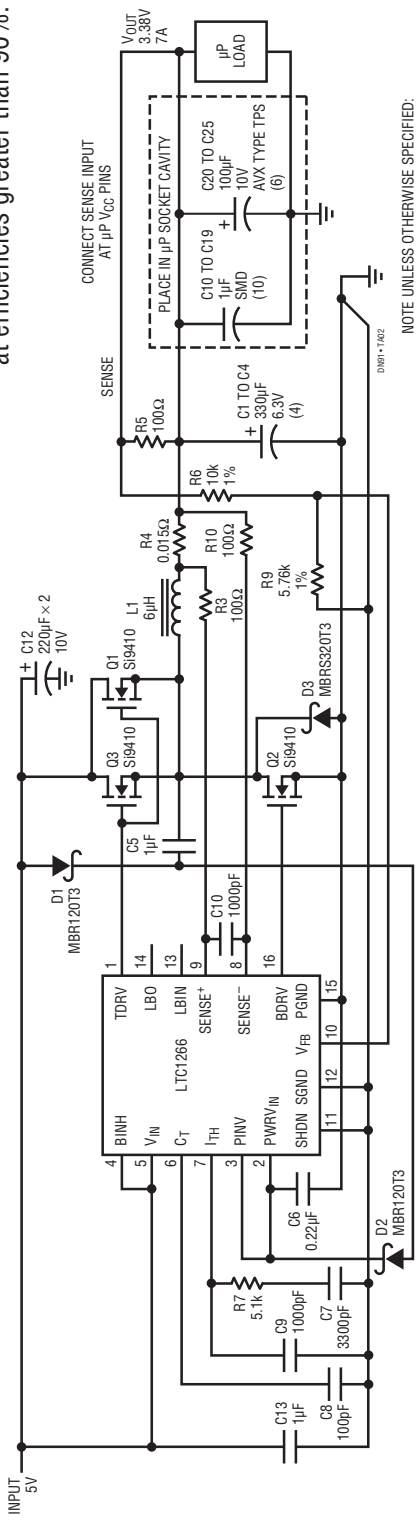 at efficiencies greater than 90%.
INPUT
5V
C13
1µF
C8
100pF
C9
1000pF
R7
5.1k
C7
3300pF
C6
0.22µF
D2
MBR120T3
4
BINH
5
VIN
6
CT
7
ITH
3
PINV
2
PWRVIN
LTC1266
TDRV
1
LBO
14
LBIN
13
SENSE+
9
SENSE−
8
BDRV
16
SHDN
11
SGND
12
VFB
10
PGND
15
D1
MBR120T3
C5
1µF
C10
1000pF
Q3
Si9410
Q1
Si9410
Q2
Si9410
D3
MBRS320T3
+
C12
220µF × 2
10V
L1
6µH
R3
100Ω
R4
0.015Ω
R10
100Ω
R9
5.76k
1%
R6
10k
1%
R5
100Ω
SENSE
+
C1 TO C4
330µF
6.3V
(4)
CONNECT SENSE INPUT
AT µP VCC PINS
PLACE IN µP SOCKET CAVITY
C10 TO C19
1µF
SMD
(10)
+
C20 TO C25
100µF
10V
AVX TYPE TPS
(6)
VOUT
3.38V
7A
µP
LOAD
DN91 • TA02
NOTE UNLESS OTHERWISE SPECIFIED: